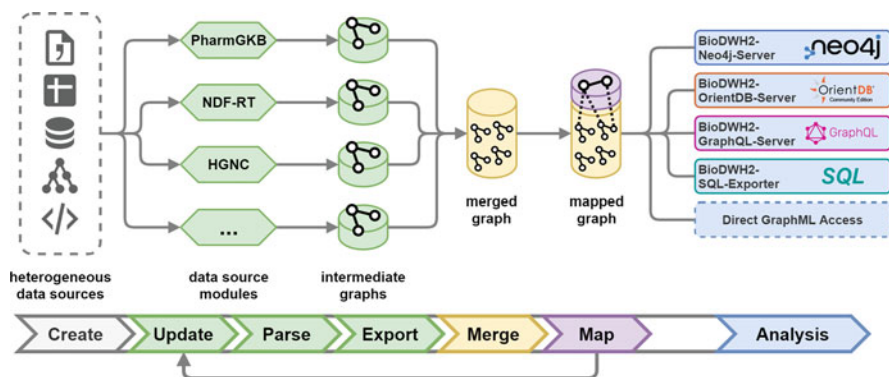 PharmGKB
NDF-RT
HGNC
...
heterogeneous
data sources
data source
modules
intermediate
graphs
merged
graph
mapped
graph
BioDWH2-
Neo4j-Server
neo4j
BioDWH2-
OrientDB-Server
OrientDB
Community Edition
BioDWH2-
GraphQL-Server
GraphQL
BioDWH2-
SQL-Exporter
SQL
Direct GraphML Access
Create
Update
Parse
Export
Merge
Map
Analysis